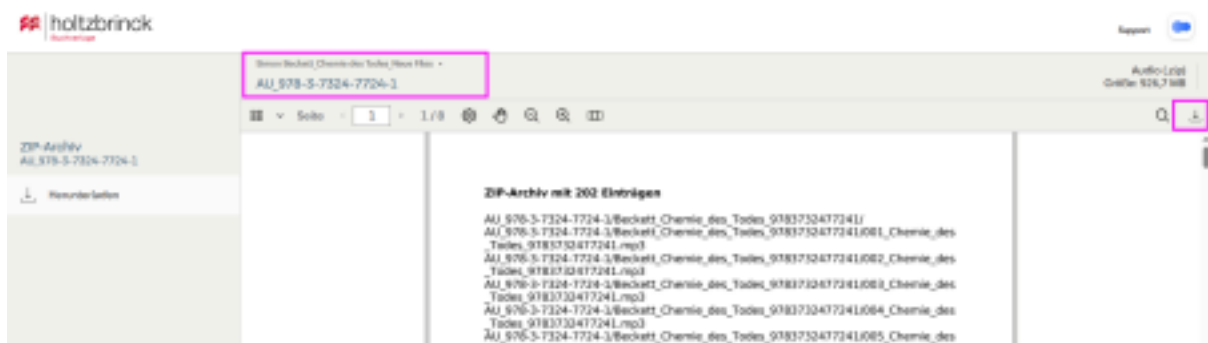 holtzbrinck
Buchverlage
Support
Simon Beckett_Chemie des Todes_Neue Files
AU_978-3-7324-7724-1
Audio (zip)
Größe: 926,7 MB
Seite 1 1/8
ZIP-Archiv
AU_978-3-7324-7724-1
Herunterladen
ZIP-Archiv mit 202 Einträgen
AU_978-3-7324-7724-1/Beckett_Chemie_des_Todes_9783732477241/
AU_978-3-7324-7724-1/Beckett_Chemie_des_Todes_9783732477241/001_Chemie_des
_Todes_9783732477241.mp3
AU_978-3-7324-7724-1/Beckett_Chemie_des_Todes_9783732477241/002_Chemie_des
_Todes_9783732477241.mp3
AU_978-3-7324-7724-1/Beckett_Chemie_des_Todes_9783732477241/003_Chemie_des
_Todes_9783732477241.mp3
AU_978-3-7324-7724-1/Beckett_Chemie_des_Todes_9783732477241/004_Chemie_des
_Todes_9783732477241.mp3
AU_978-3-7324-7724-1/Beckett_Chemie_des_Todes_9783732477241/005_Chemie_des